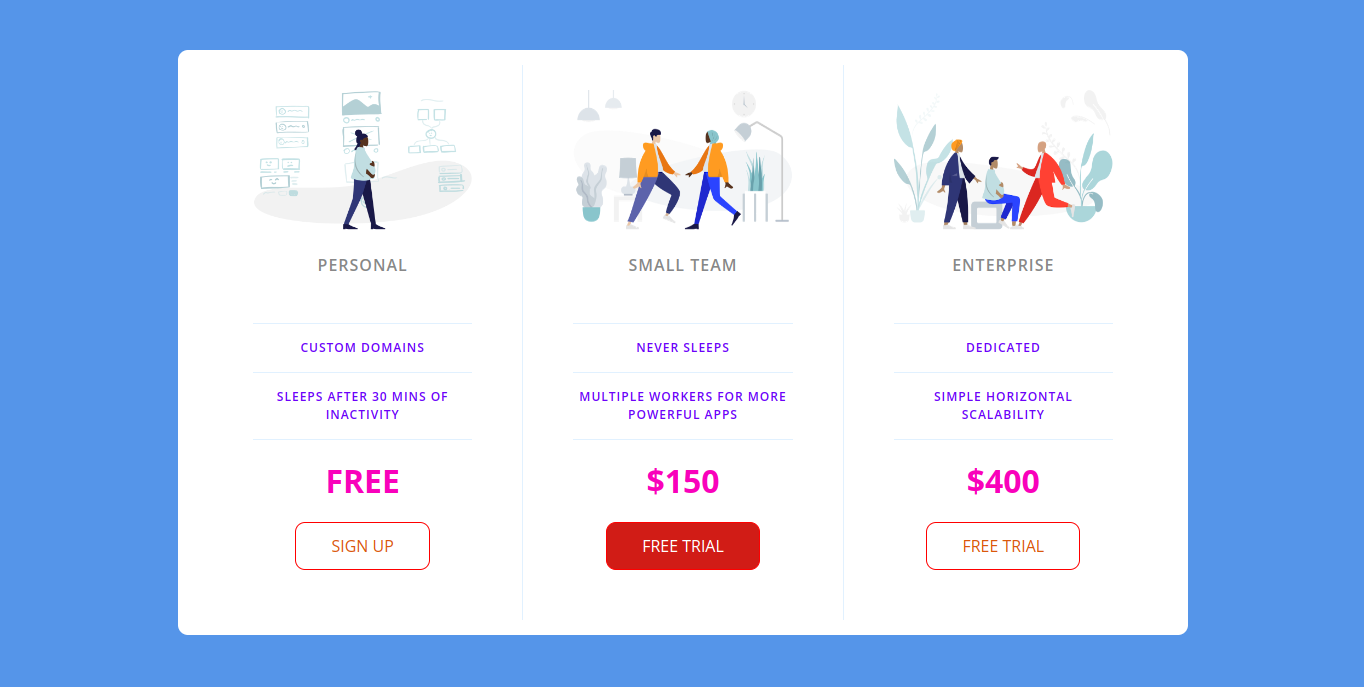 PERSONAL
CUSTOM DOMAINS
SLEEPS AFTER 30 MINS OF
INACTIVITY
FREE
SIGN UP
SMALL TEAM
NEVER SLEEPS
MULTIPLE WORKERS FOR MORE
POWERFUL APPS
$150
FREE TRIAL
ENTERPRISE
DEDICATED
SIMPLE HORIZONTAL
SCALABILITY
$400
FREE TRIAL